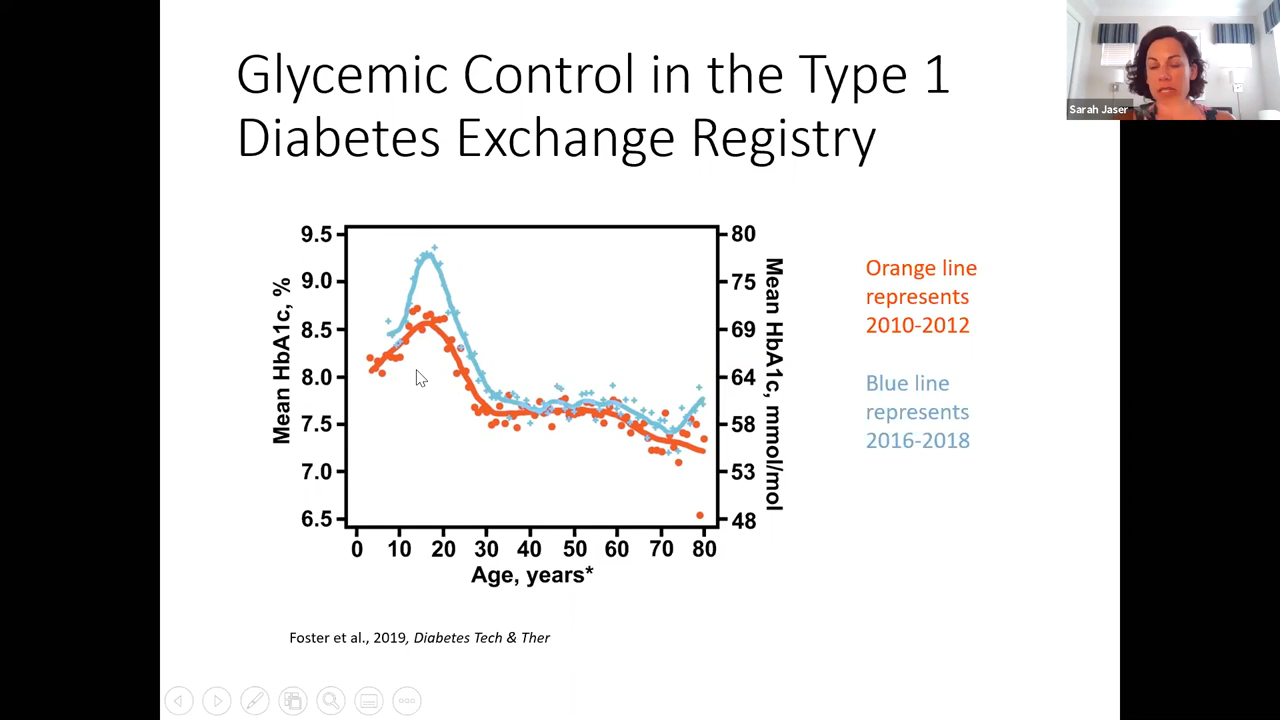 Glycemic Control in the Type 1
Diabetes Exchange Registry
Sarah Jaser
9.5
9.0
8.5
8.0
7.5
7.0
6.5
Mean HbA1c, %
80
75
69
64
58
53
48
Mean HbA1c, mmol/mol
0 10 20 30 40 50 60 70 80
Age, years*
Orange line
represents
2010-2012
Blue line
represents
2016-2018
Foster et al., 2019, Diabetes Tech & Ther